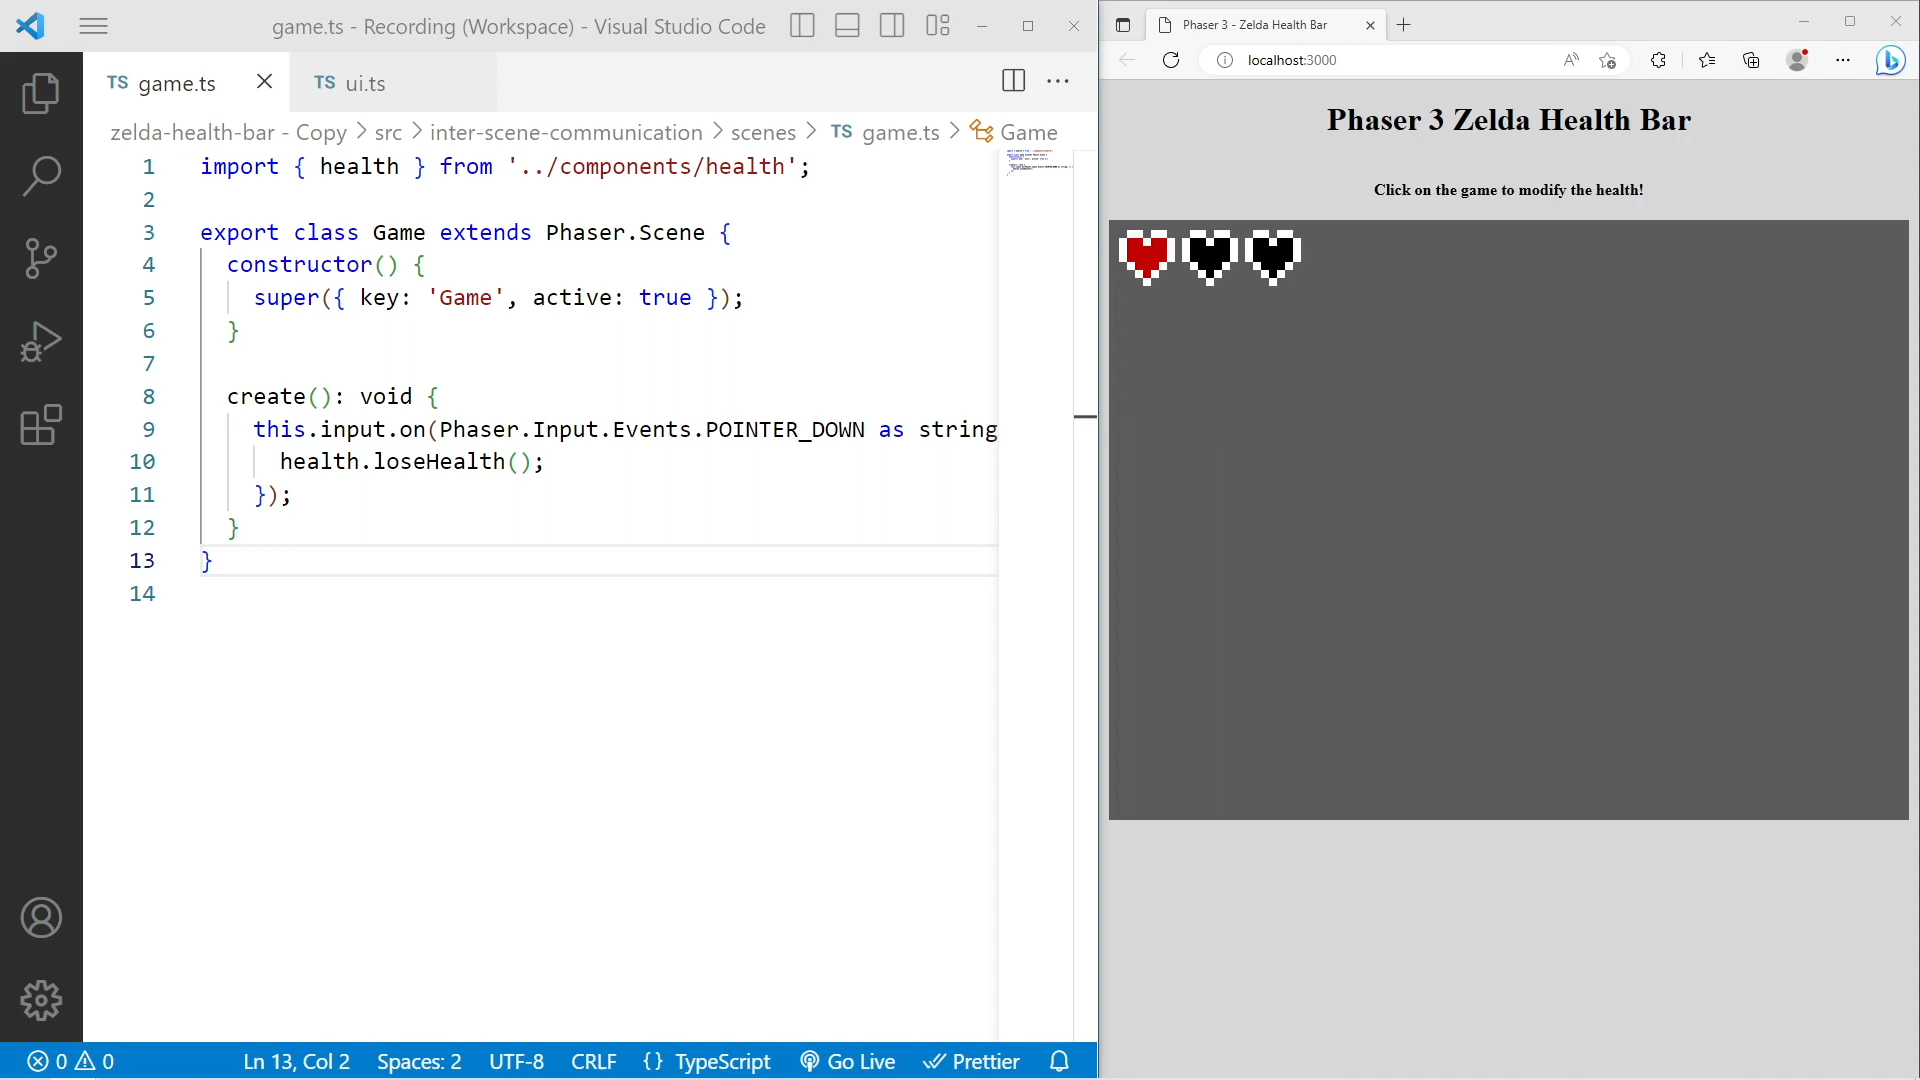 game.ts - Recording (Workspace) - Visual Studio Code
TS game.ts
TS ui.ts
zelda-health-bar - Copy > src > inter-scene-communication > scenes > TS game.ts > Game
1 import { health } from '../components/health';
2
3 export class Game extends Phaser.Scene {
4 constructor() {
5 super({ key: 'Game', active: true });
6 }
7
8 create(): void {
9 this.input.on(Phaser.Input.Events.POINTER_DOWN as string
10 health.loseHealth();
11 });
12 }
13 }
14
0 0 Ln 13, Col 2 Spaces: 2 UTF-8 CRLF {} TypeScript Go Live Prettier
Phaser 3 - Zelda Health Bar
localhost:3000
Phaser 3 Zelda Health Bar
Click on the game to modify the health!